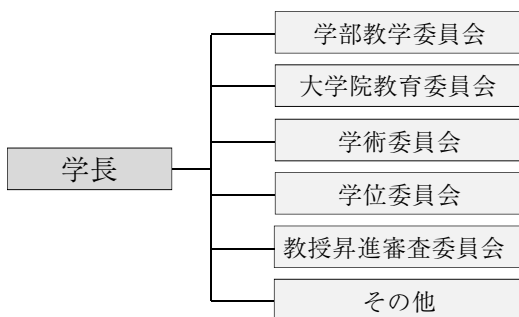 学部教学委員会
大学院教育委員会
学術委員会
学長
学位委員会
教授昇進審査委員会
その他